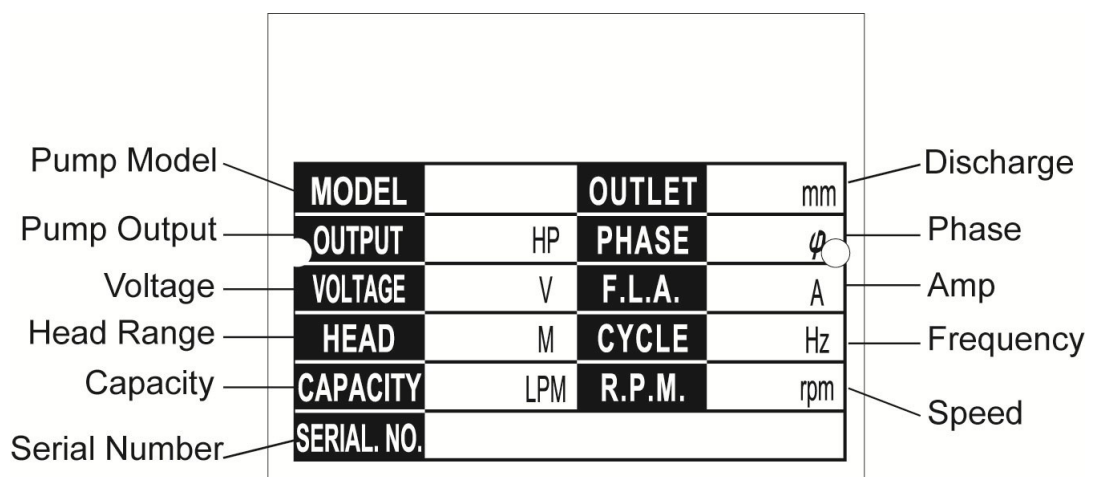 Pump Model MODEL OUTLET mm Discharge
Pump Output OUTPUT HP PHASE φ Phase
Voltage VOLTAGE V F.L.A. A Amp
Head Range HEAD M CYCLE Hz Frequency
Capacity CAPACITY LPM R.P.M. rpm Speed
Serial Number SERIAL. NO.